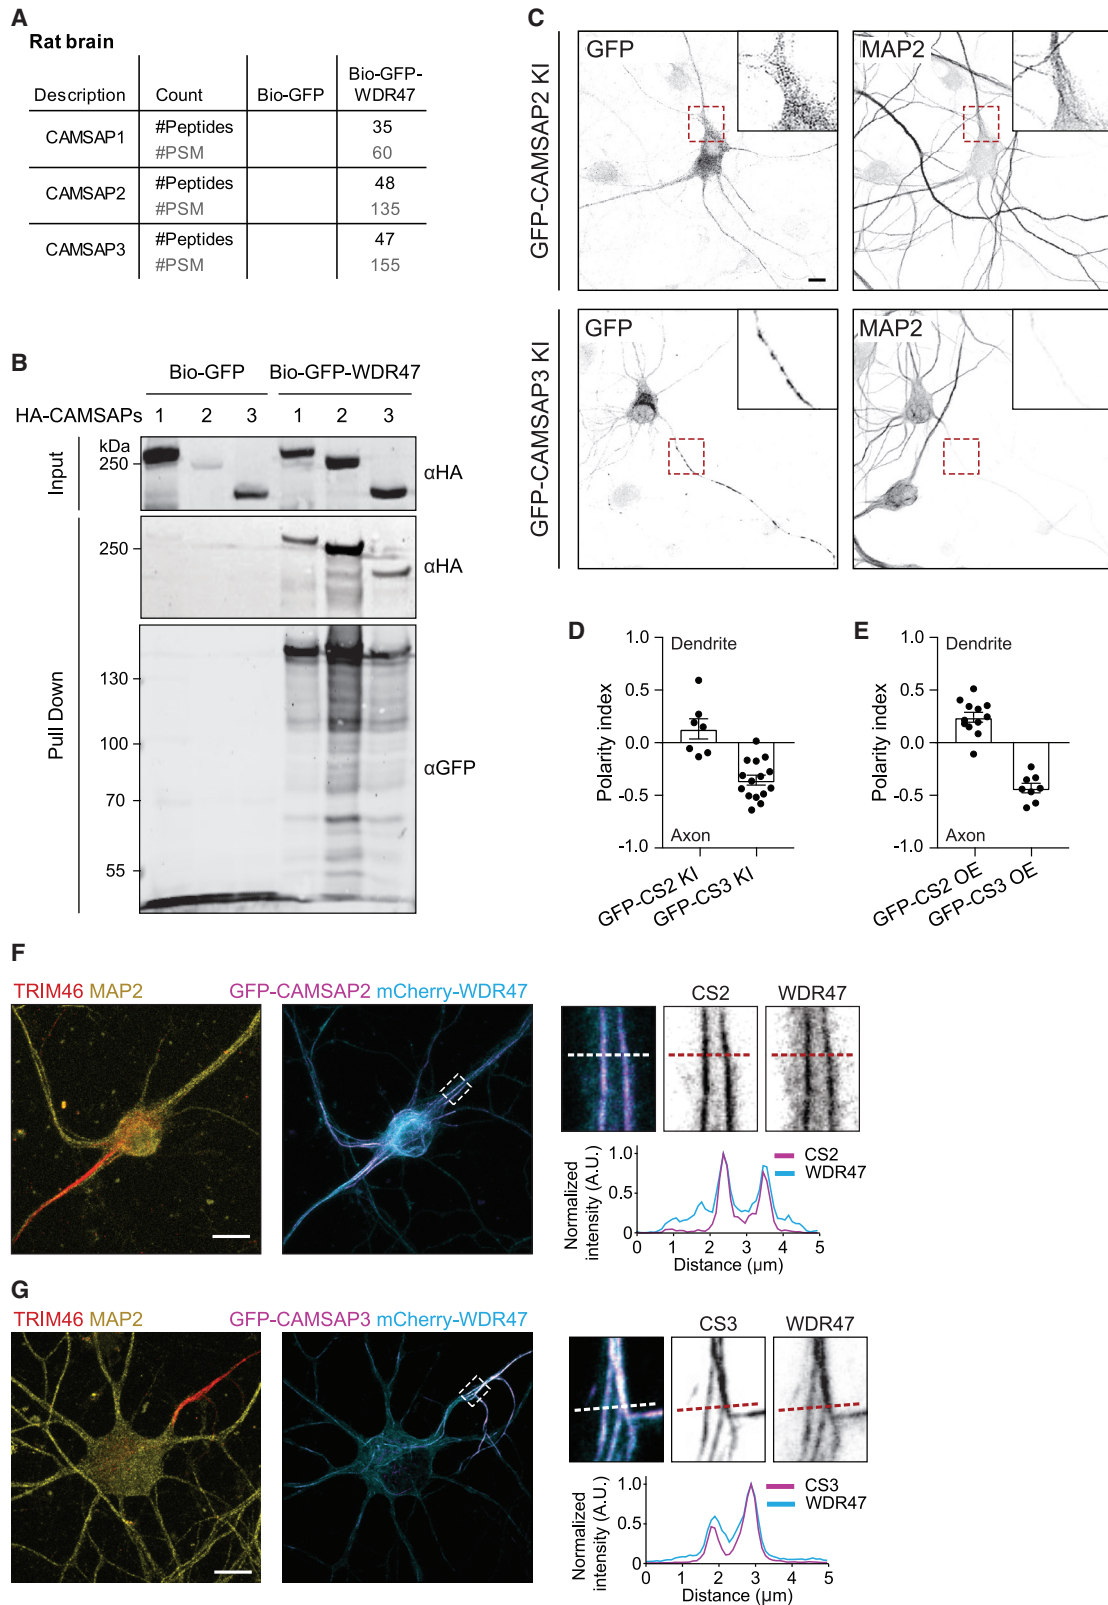 A
Rat brain
Description Count Bio-GFP Bio-GFP-
WDR47
CAMSAP1 #Peptides 35
#PSM 60
CAMSAP2 #Peptides 48
#PSM 135
CAMSAP3 #Peptides 47
#PSM 155
B
Bio-GFP Bio-GFP-WDR47
HA-CAMSAPs 1 2 3 1 2 3
kDa
Input 250 αHA
Pull Down
250 αHA
130
100
αGFP
70
55
C
GFP-CAMSAP2 KI
GFP MAP2
GFP-CAMSAP3 KI
GFP MAP2
D
Polarity index
1.0
Dendrite
0.5
0.0
-0.5
Axon
-1.0
GFP-CS2 KI
GFP-CS3 KI
E
Polarity index
1.0
Dendrite
0.5
0.0
-0.5
Axon
-1.0
GFP-CS2 OE
GFP-CS3 OE
F
TRIM46 MAP2 GFP-CAMSAP2 mCherry-WDR47
CS2 WDR47
Normalized
intensity (A.U.)
1.0
0.5
0
CS2
WDR47
0 1 2 3 4 5
Distance (μm)
G
TRIM46 MAP2 GFP-CAMSAP3 mCherry-WDR47
CS3 WDR47
Normalized
intensity (A.U.)
1.0
0.5
0
CS3
WDR47
0 1 2 3 4 5
Distance (μm)